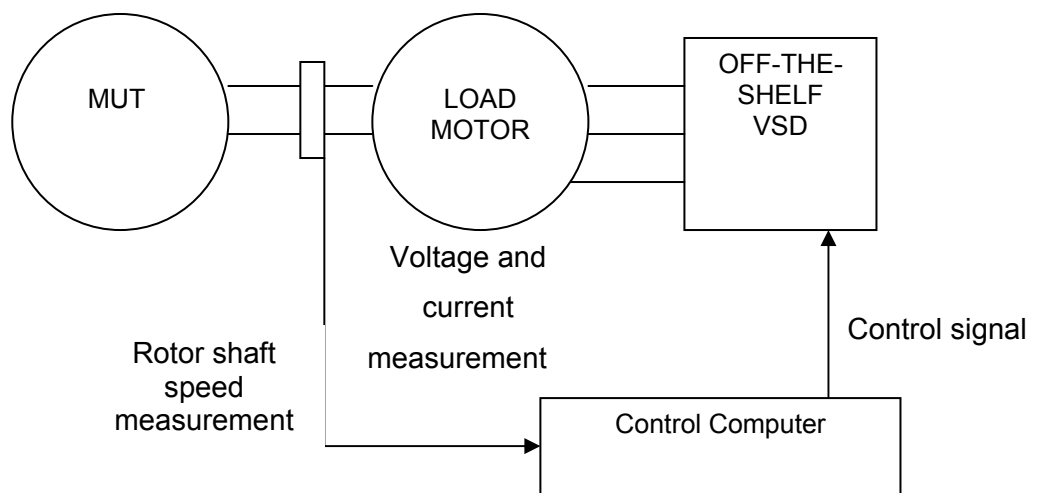 MUT
LOAD
MOTOR
OFF-THE-
SHELF
VSD
Voltage and
current
measurement
Rotor shaft
speed
measurement
Control signal
Control Computer